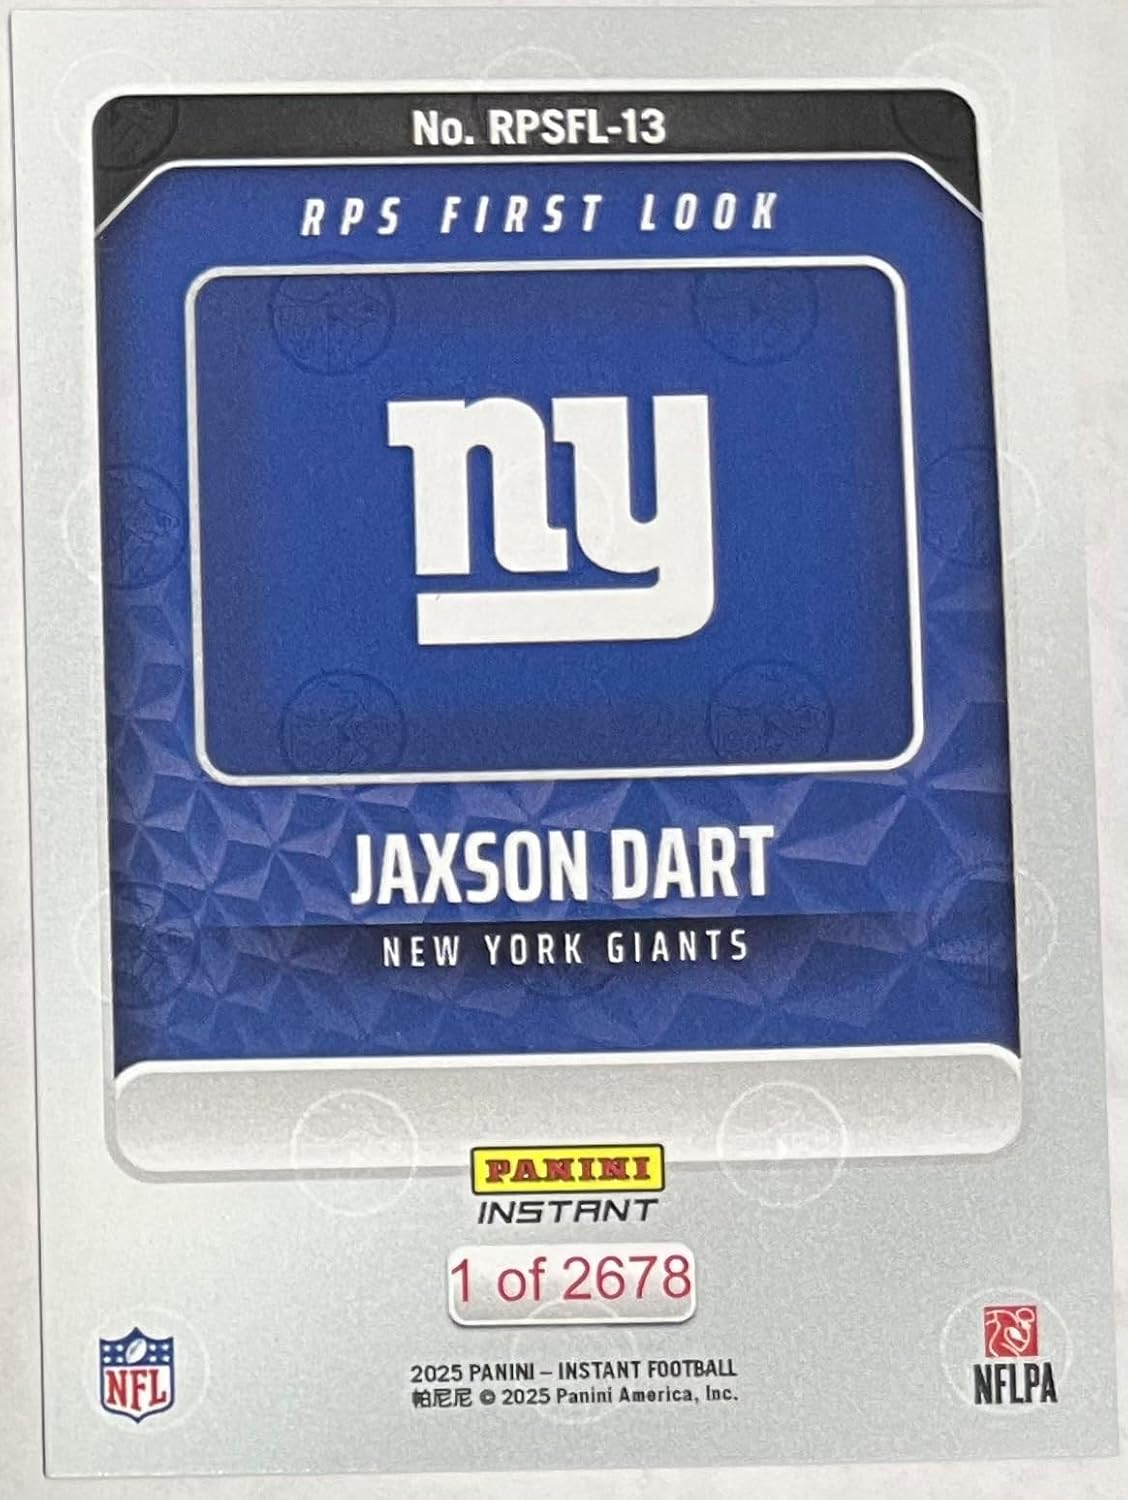 No. RPSFL-13
RPS FIRST LOOK
ny
JAXSON DART
NEW YORK GIANTS
PANINI
INSTANT
1 of 2678
NFL
2025 PANINI – INSTANT FOOTBALL
帕尼尼 © 2025 Panini America, Inc.
NFLPA